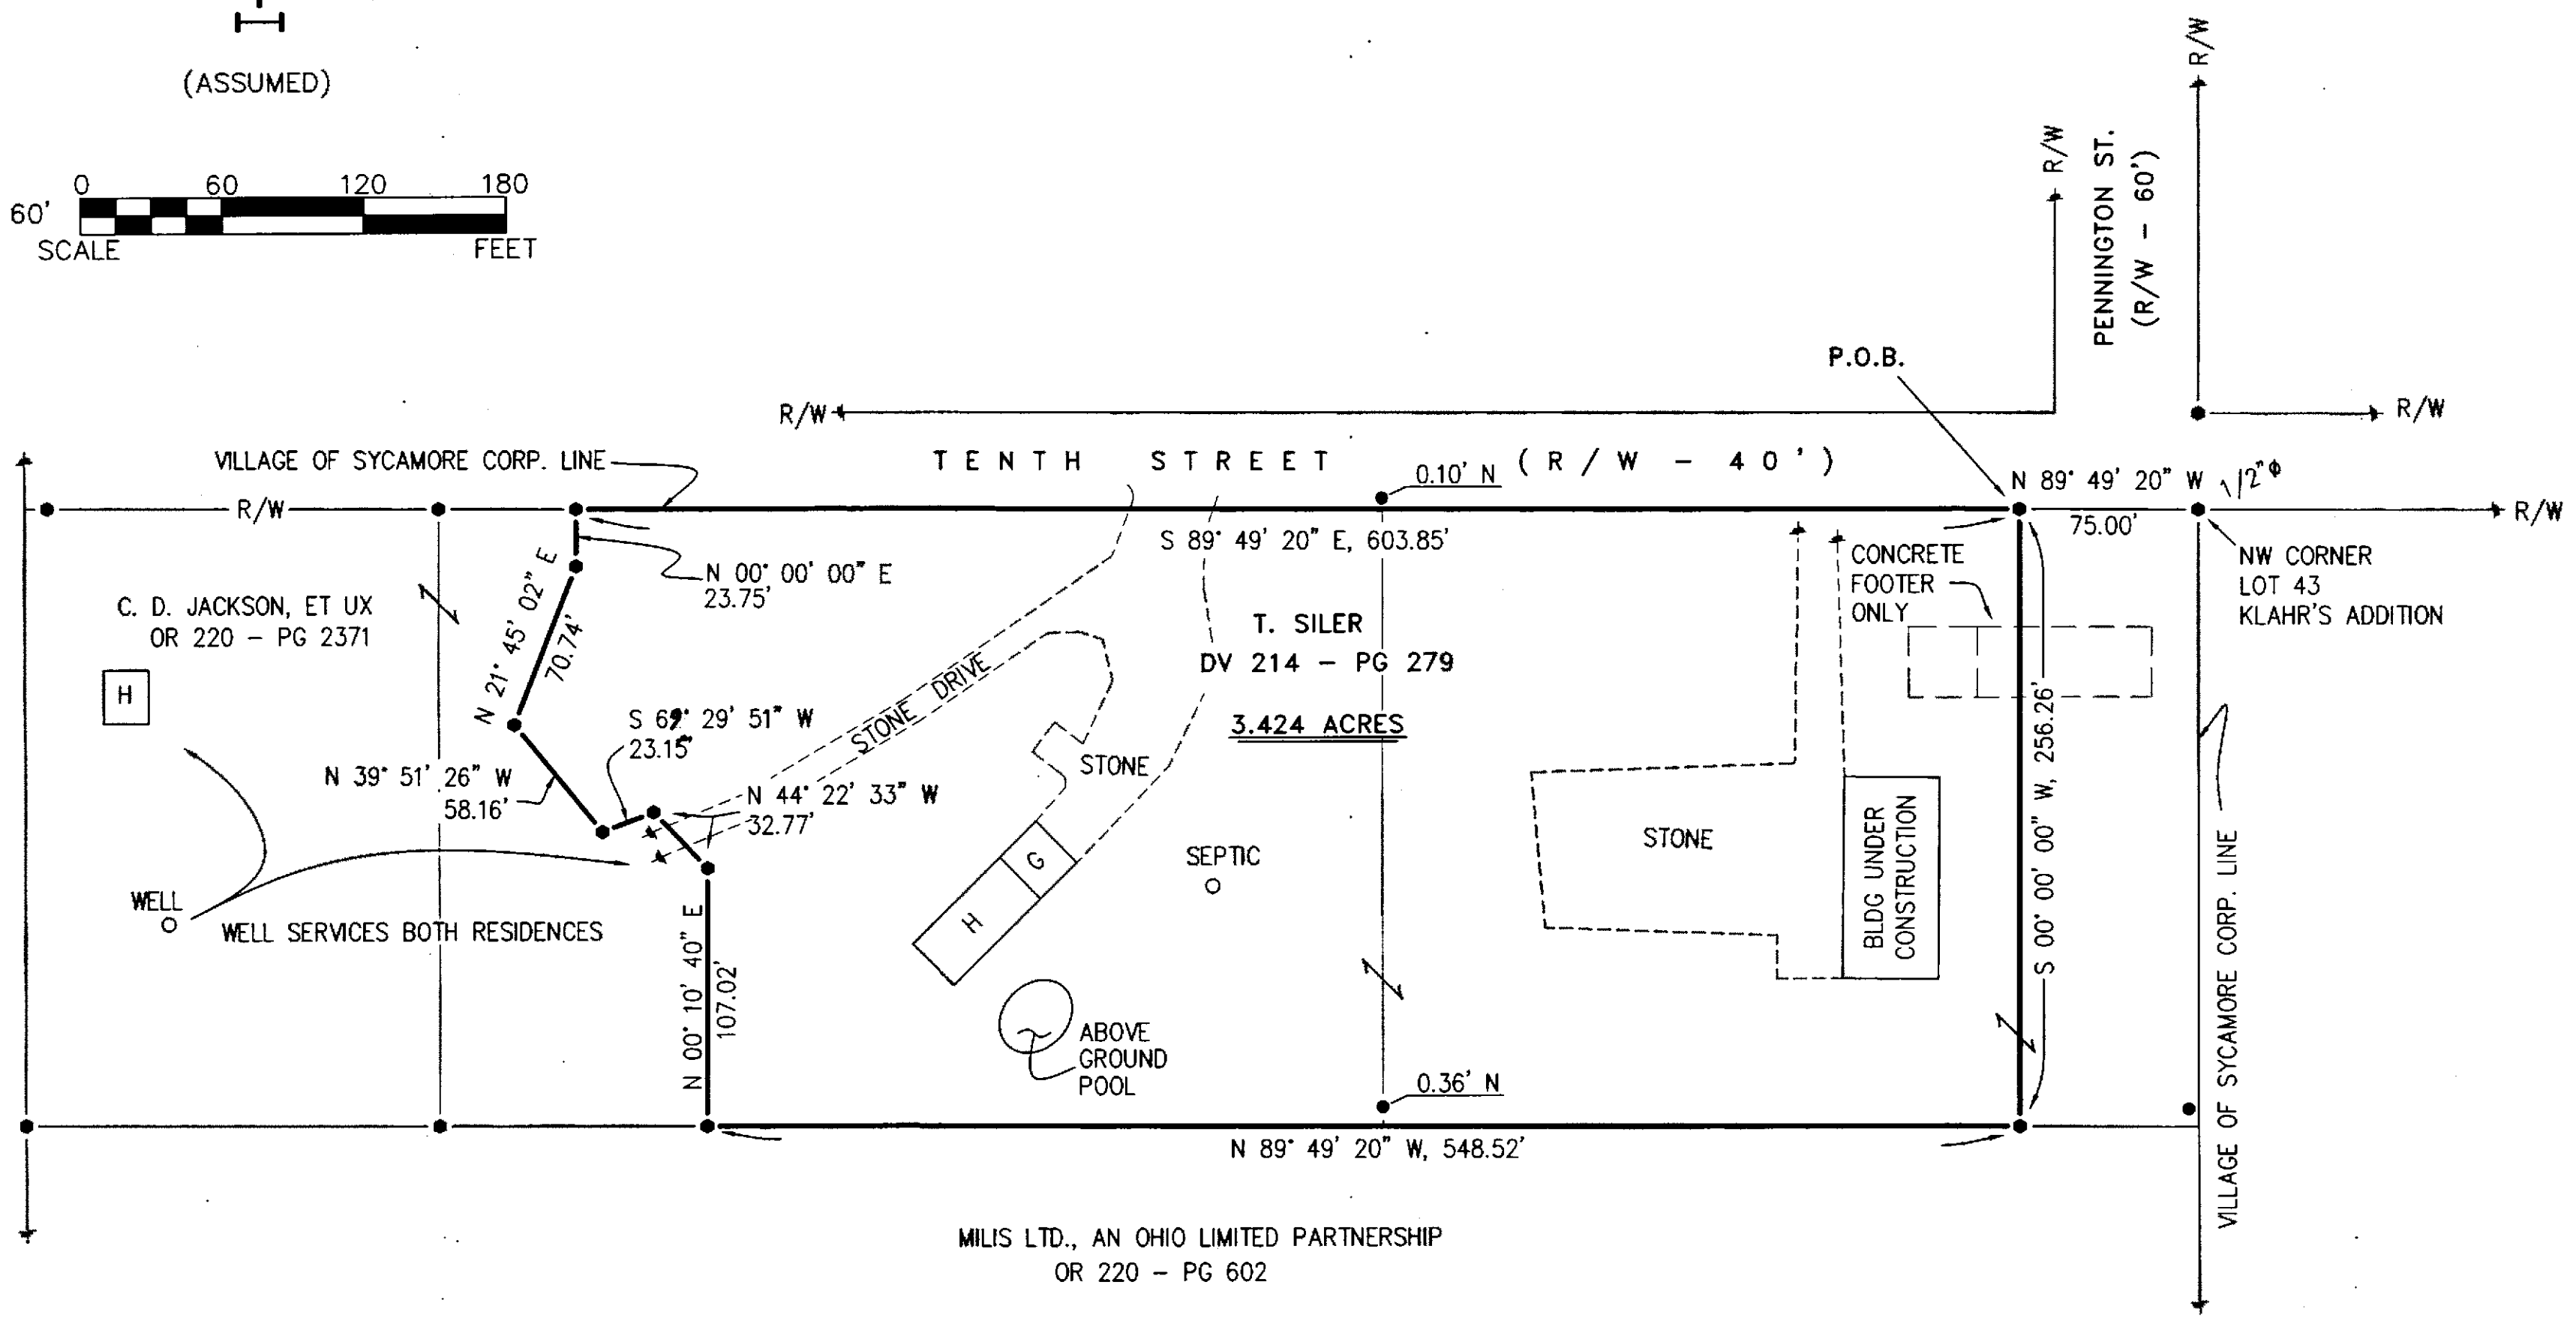 (ASSUMED)
0 60 120 180
60'
SCALE FEET
R/W
R/W
PENNINGTON ST.
(R/W - 60')
P.O.B.
R/W
R/W
VILLAGE OF SYCAMORE CORP. LINE
TENTH STREET (R/W - 40')
0.10' N
N 89° 49' 20" W
1/2"ϕ
R/W
75.00'
R/W
S 89° 49' 20" E, 603.85'
N 00° 00' 00" E
23.75'
CONCRETE
FOOTER
ONLY
NW CORNER
LOT 43
KLAHR'S ADDITION
C. D. JACKSON, ET UX
OR 220 - PG 2371
N 21° 45' 02" E
70.74'
T. SILER
DV 214 - PG 279
3.424 ACRES
H
STONE DRIVE
S 69° 29' 51" W
23.15'
STONE
N 39° 51' 26" W
58.16'
N 44° 22' 33" W
32.77'
S 00° 00' 00" W, 256.26'
STONE
BLDG UNDER
CONSTRUCTION
G
H
SEPTIC
WELL
WELL SERVICES BOTH RESIDENCES
N 00° 10' 40" E
107.02'
ABOVE
GROUND
POOL
0.36' N
VILLAGE OF SYCAMORE CORP. LINE
N 89° 49' 20" W, 548.52'
MILIS LTD., AN OHIO LIMITED PARTNERSHIP
OR 220 - PG 602